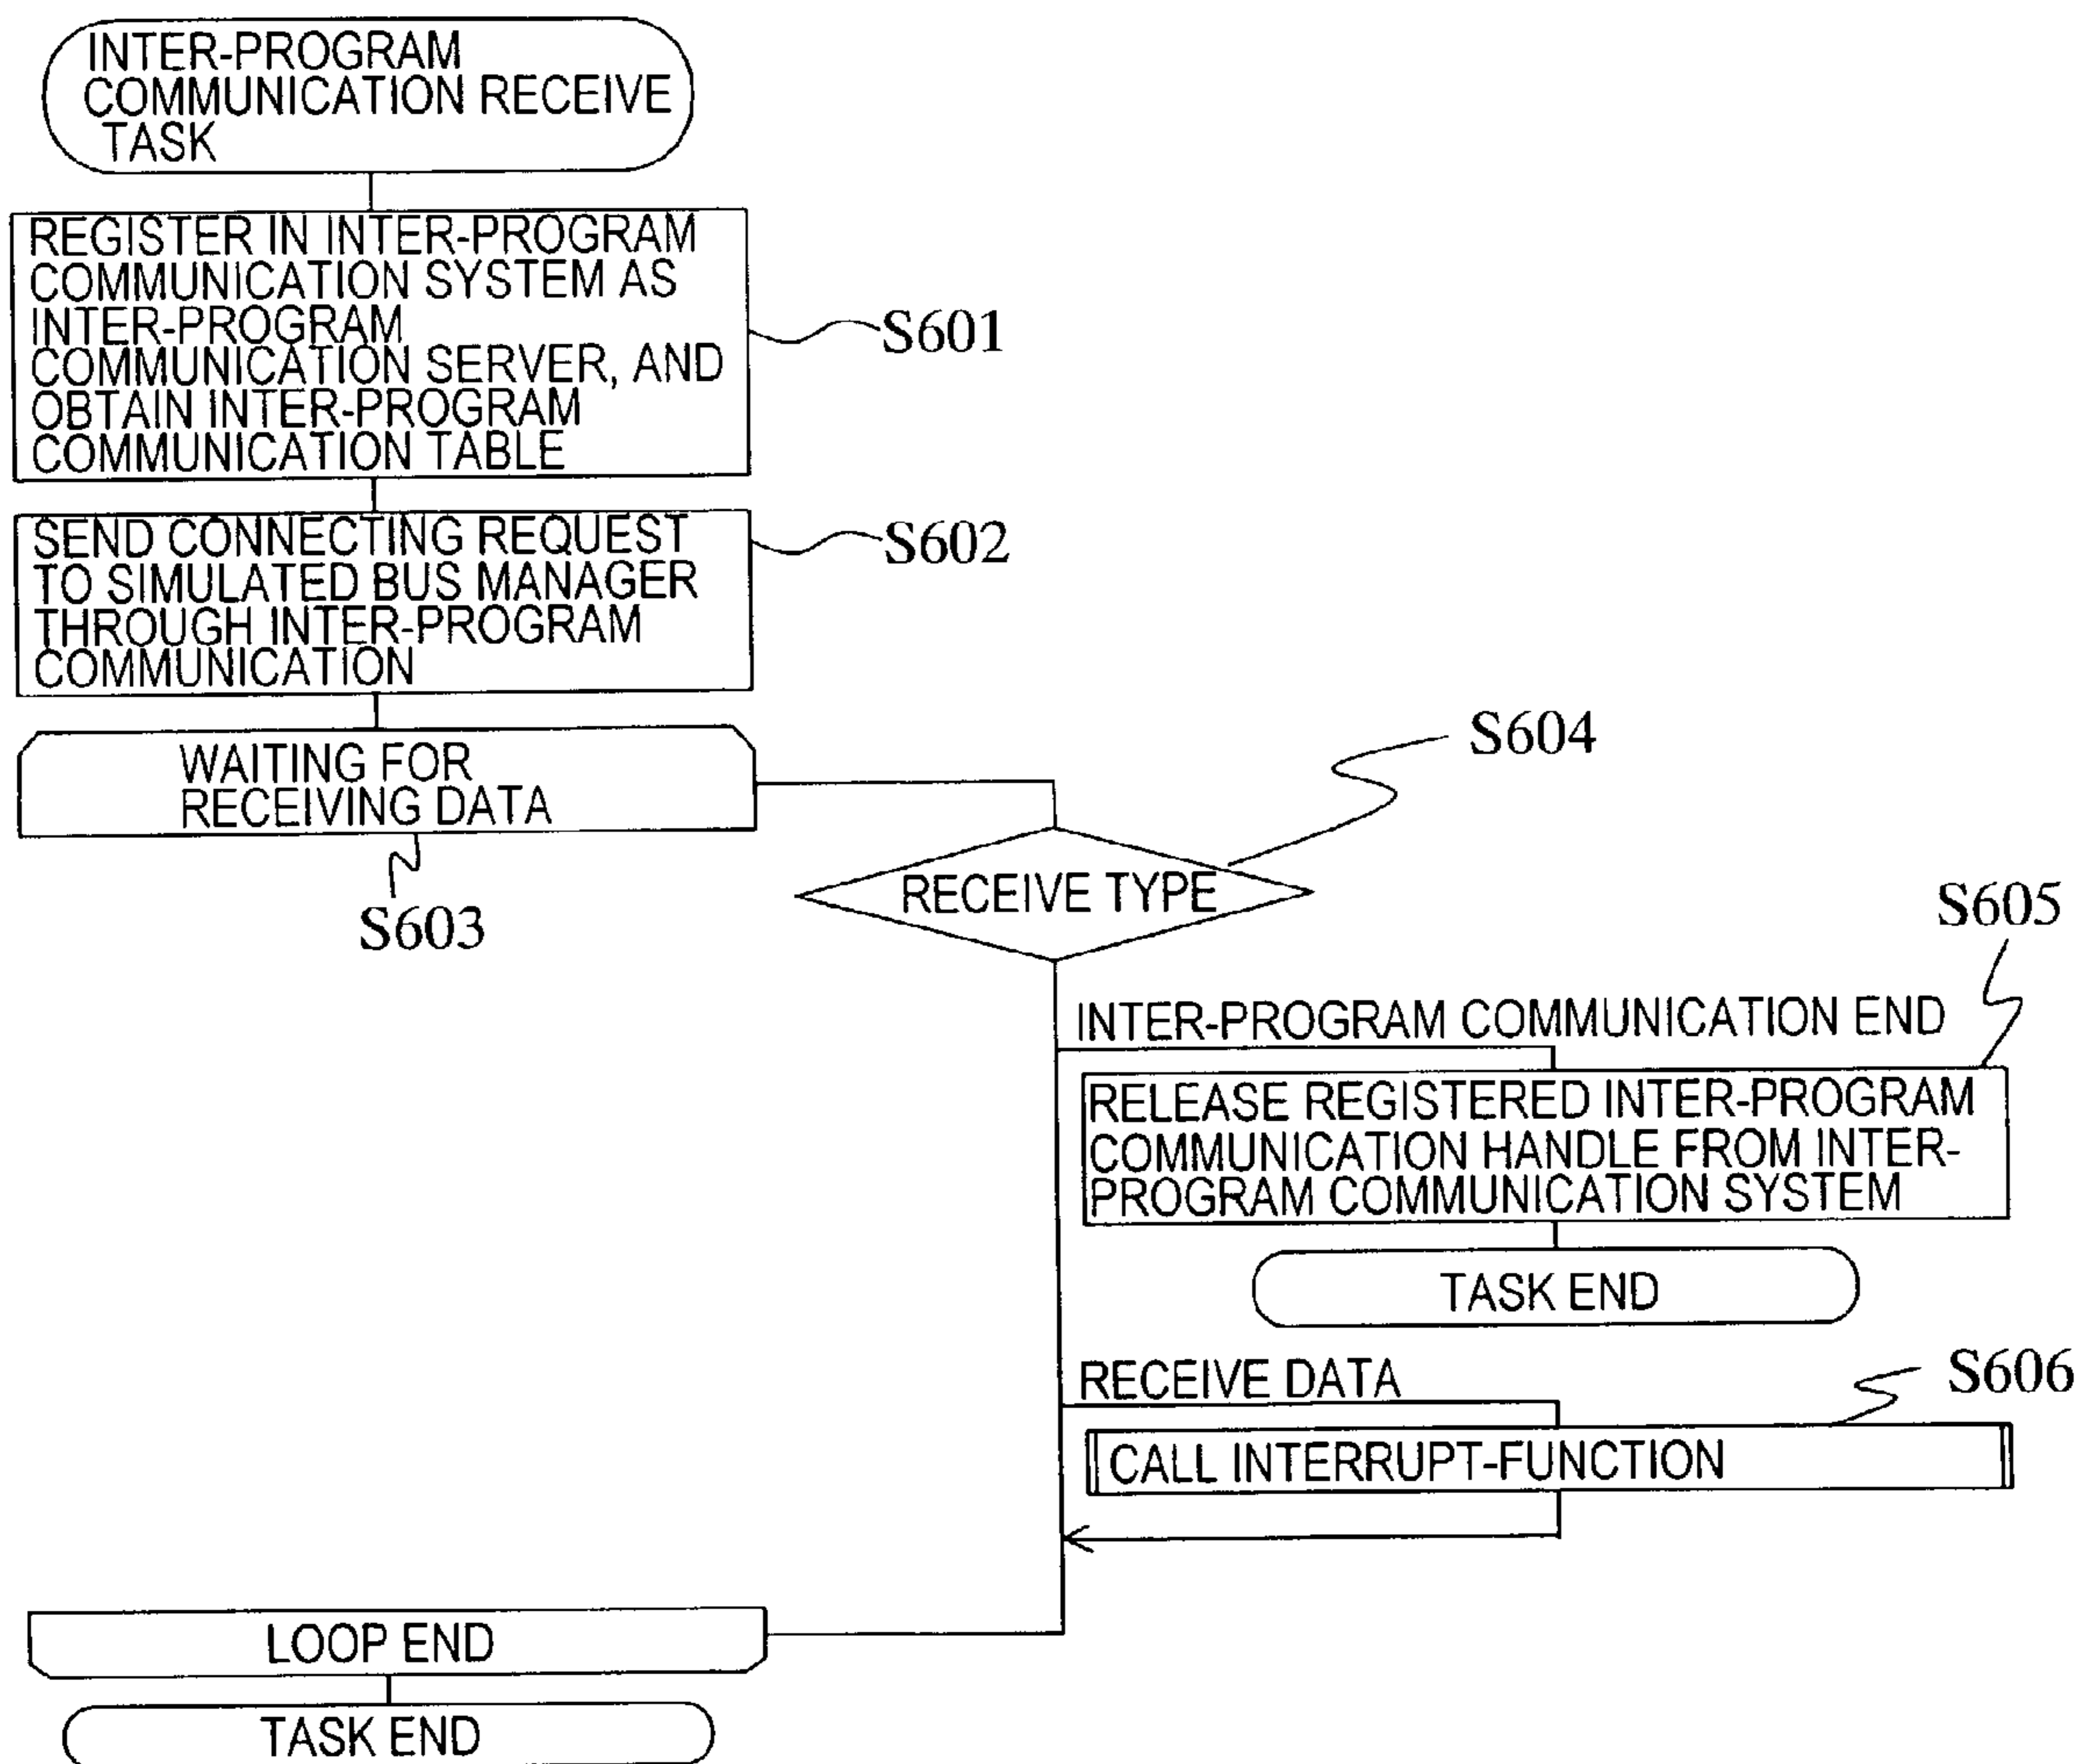 INTER-PROGRAM
COMMUNICATION RECEIVE
TASK
REGISTER IN INTER-PROGRAM
COMMUNICATION SYSTEM AS
INTER-PROGRAM
COMMUNICATION SERVER, AND
OBTAIN INTER-PROGRAM
COMMUNICATION TABLE
S601
SEND CONNECTING REQUEST
TO SIMULATED BUS MANAGER
THROUGH INTER-PROGRAM
COMMUNICATION
S602
WAITING FOR
RECEIVING DATA
S603
S604
RECEIVE TYPE
S605
INTER-PROGRAM COMMUNICATION END
RELEASE REGISTERED INTER-PROGRAM
COMMUNICATION HANDLE FROM INTER-
PROGRAM COMMUNICATION SYSTEM
TASK END
RECEIVE DATA
S606
CALL INTERRUPT-FUNCTION
LOOP END
TASK END